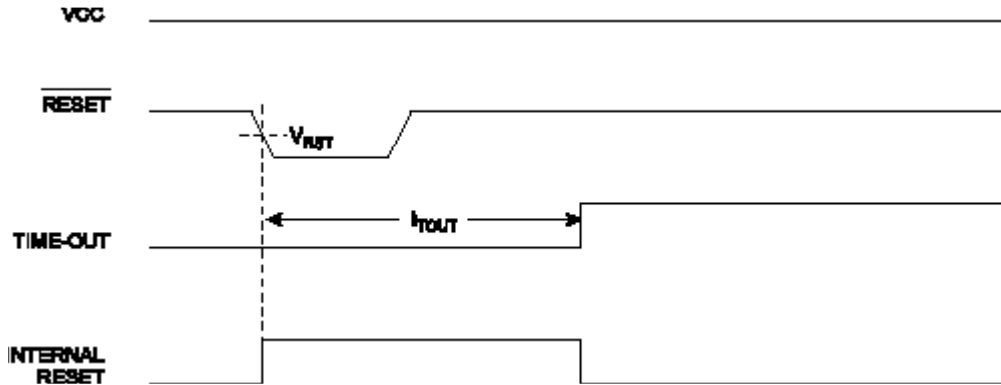 VCC
RESET
VRST
tTOUT
TIME-OUT
INTERNAL
RESET